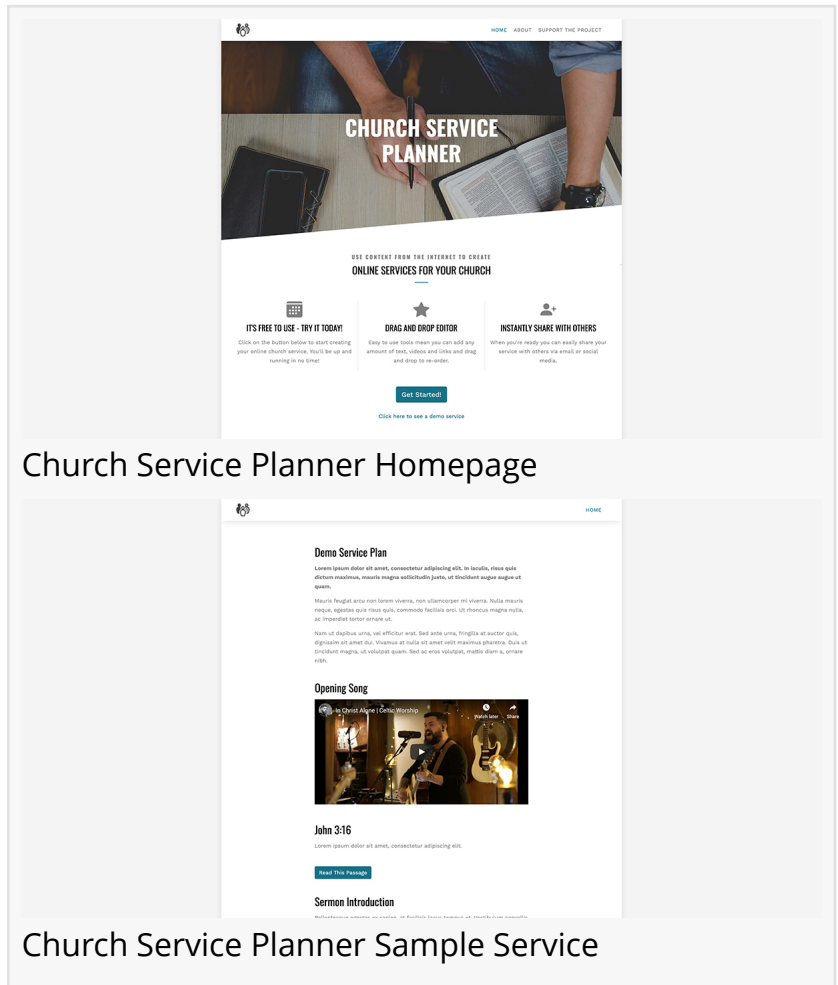 HOME ABOUT SUPPORT THE PROJECT
CHURCH SERVICE
PLANNER
USE CONTENT FROM THE INTERNET TO CREATE
ONLINE SERVICES FOR YOUR CHURCH
IT'S FREE TO USE - TRY IT TODAY!
Click on the button below to start creating
your online church service. You'll be up and
running in no time!
DRAG AND DROP EDITOR
Easy to use tools mean you can add any
amount of text, videos and links and drag
and drop to re-order.
INSTANTLY SHARE WITH OTHERS
When you're ready you can easily share your
service with others via email or social
media.
Get Started!
Click here to see a demo service
Church Service Planner Homepage
HOME
Demo Service Plan
Lorem ipsum dolor sit amet, consectetur adipiscing elit. In iaculis, risus quis
dictum maximus, mauris magna sollicitudin justo, ut tincidunt augue augue ut
quam.
Mauris feugiat arcu non lorem viverra, non ullamcorper mi viverra. Nulla mauris
neque, egestas quis risus quis, commodo facilisis orci. Ut rhoncus magna nulla,
ac imperdiet tortor ornare ut.
Nam ut dapibus urna, vel efficitur erat. Sed ante urna, fringilla at auctor quis,
dignissim sit amet dui. Vivamus at nulla sit amet velit maximus pharetra. Duis ut
tincidunt magna, ut volutpat quam. Sed ac eros volutpat, mattis diam a, ornare
nibh.
Opening Song
In Christ Alone | Celtic Worship
Watch later Share
John 3:16
Lorem ipsum dolor sit amet, consectetur adipiscing elit.
Read This Passage
Sermon Introduction
Church Service Planner Sample Service